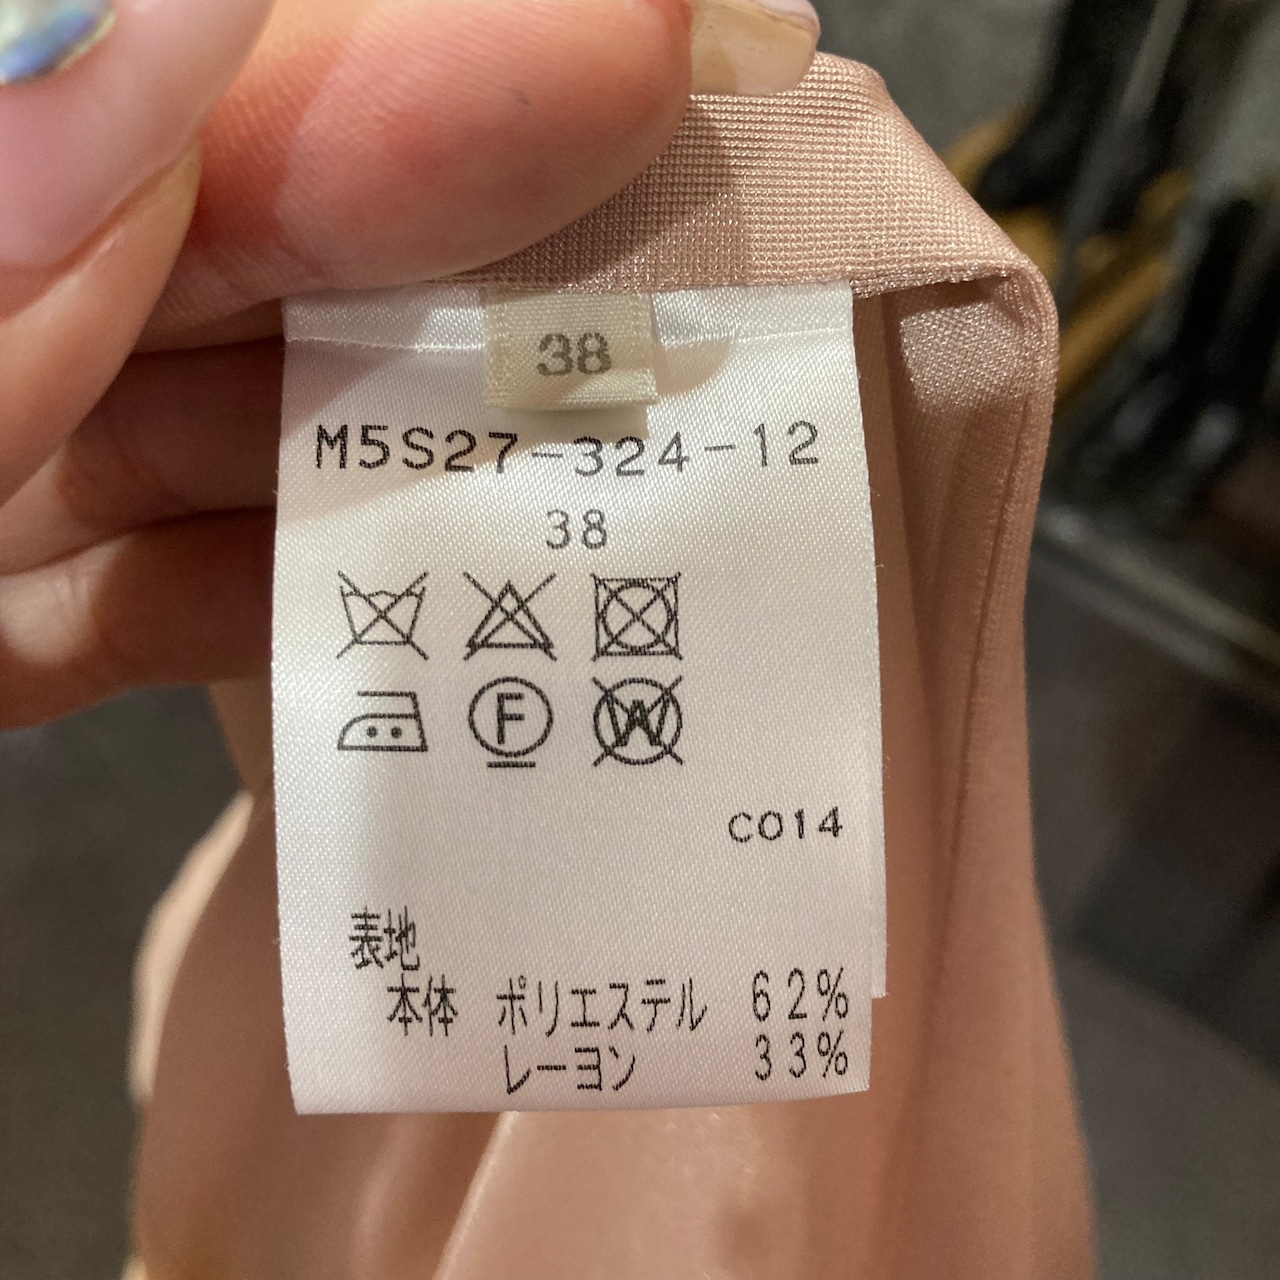 38
M5S27-324-12
38
F W
C014
表地
本体 ポリエステル 62%
レーヨン 33%